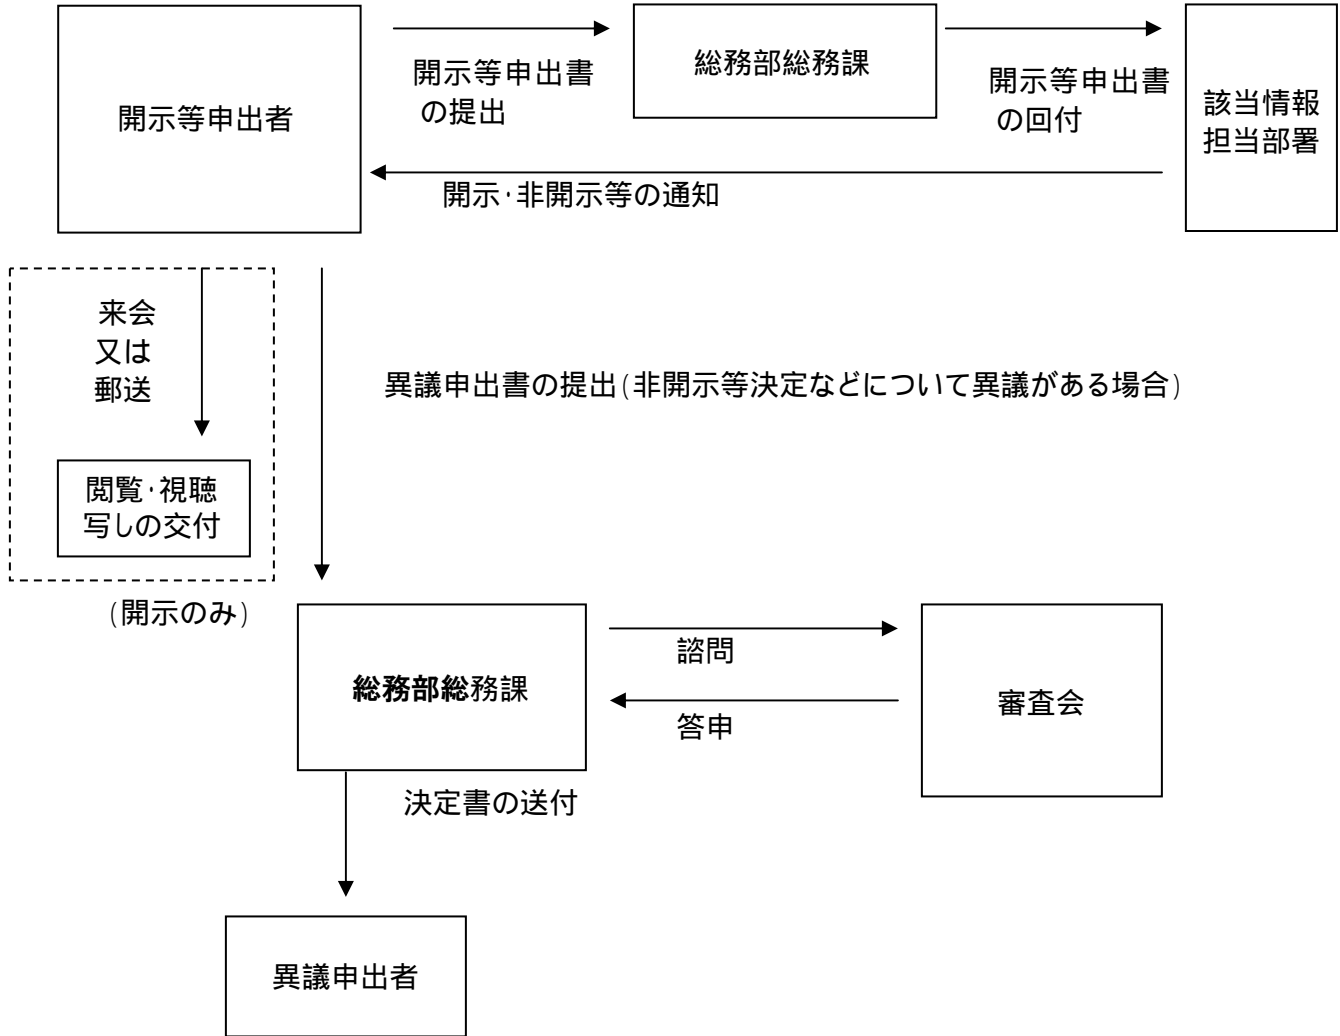 開示等申出者
開示等申出書
の提出
総務部総務課
開示等申出書
の回付
該当情報
担当部署
開示・非開示等の通知
来会
又は
郵送
異議申出書の提出(非開示等決定などについて異議がある場合)
閲覧・視聴
写しの交付
(開示のみ)
総務部総務課
諮問
答申
審査会
決定書の送付
異議申出者